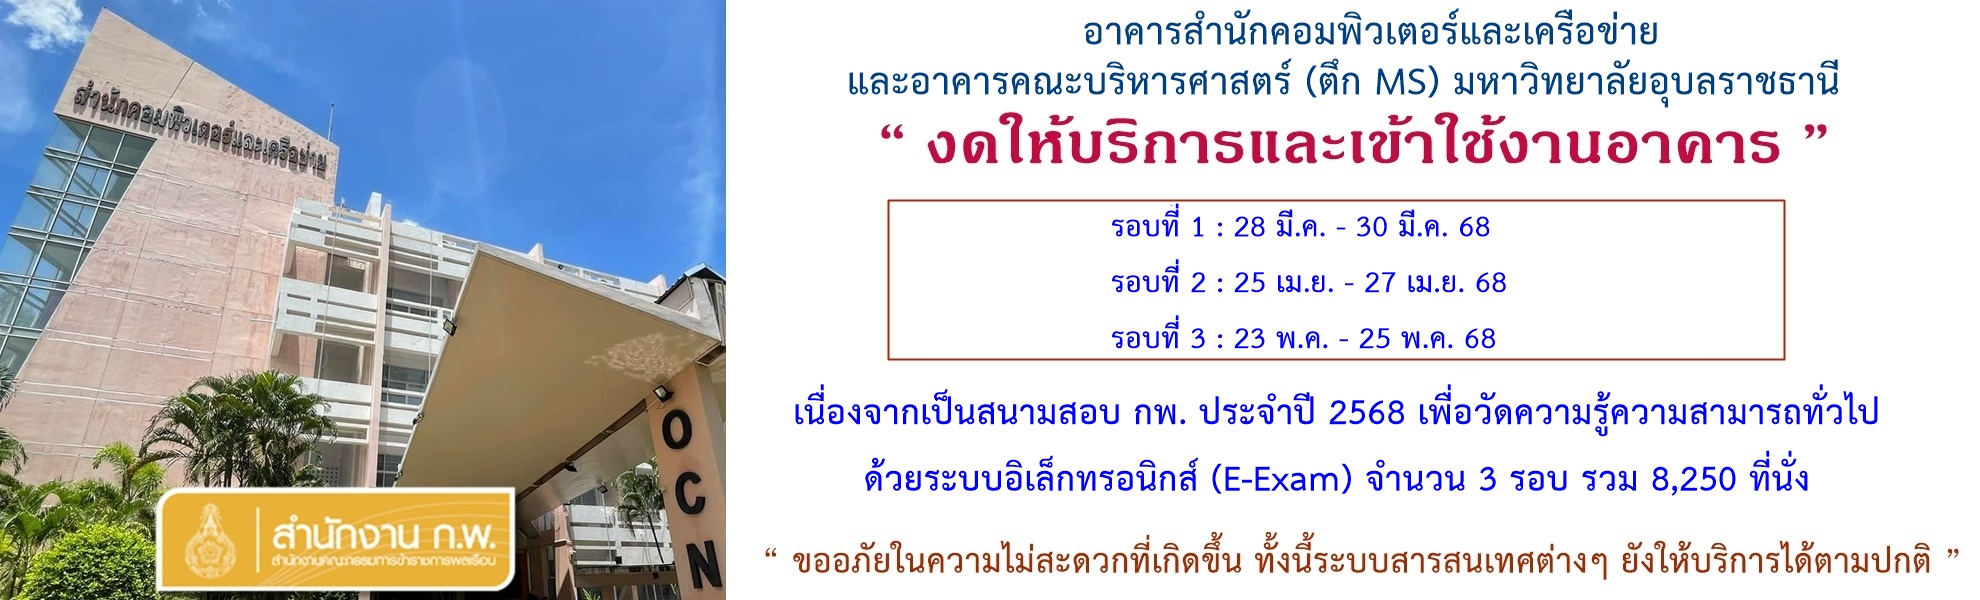 สำนักคอมพิวเตอร์และเครือข่าย
OCN
สำนักงาน ก.พ.
สำนักงานคณะกรรมการข้าราชการพลเรือน
อาคารสำนักคอมพิวเตอร์และเครือข่าย
และอาคารคณะบริหารศาสตร์ (ตึก MS) มหาวิทยาลัยอุบลราชธานี
“ งดให้บริการและเข้าใช้งานอาคาร ”
รอบที่ 1 : 28 มี.ค. - 30 มี.ค. 68
รอบที่ 2 : 25 เม.ย. - 27 เม.ย. 68
รอบที่ 3 : 23 พ.ค. - 25 พ.ค. 68
เนื่องจากเป็นสนามสอบ กพ. ประจำปี 2568 เพื่อวัดความรู้ความสามารถทั่วไป
ด้วยระบบอิเล็กทรอนิกส์ (E-Exam) จำนวน 3 รอบ รวม 8,250 ที่นั่ง
“ ขออภัยในความไม่สะดวกที่เกิดขึ้น ทั้งนี้ระบบสารสนเทศต่างๆ ยังให้บริการได้ตามปกติ ”